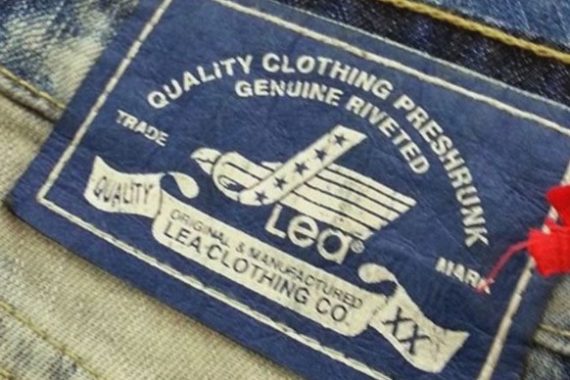 QUALITY CLOTHING PRESHRUNK
GENUINE RIVETED
TRADE
MARK
Lea®
QUALITY
ORIGINAL & MANUFACTURED
LEA CLOTHING CO.
XX